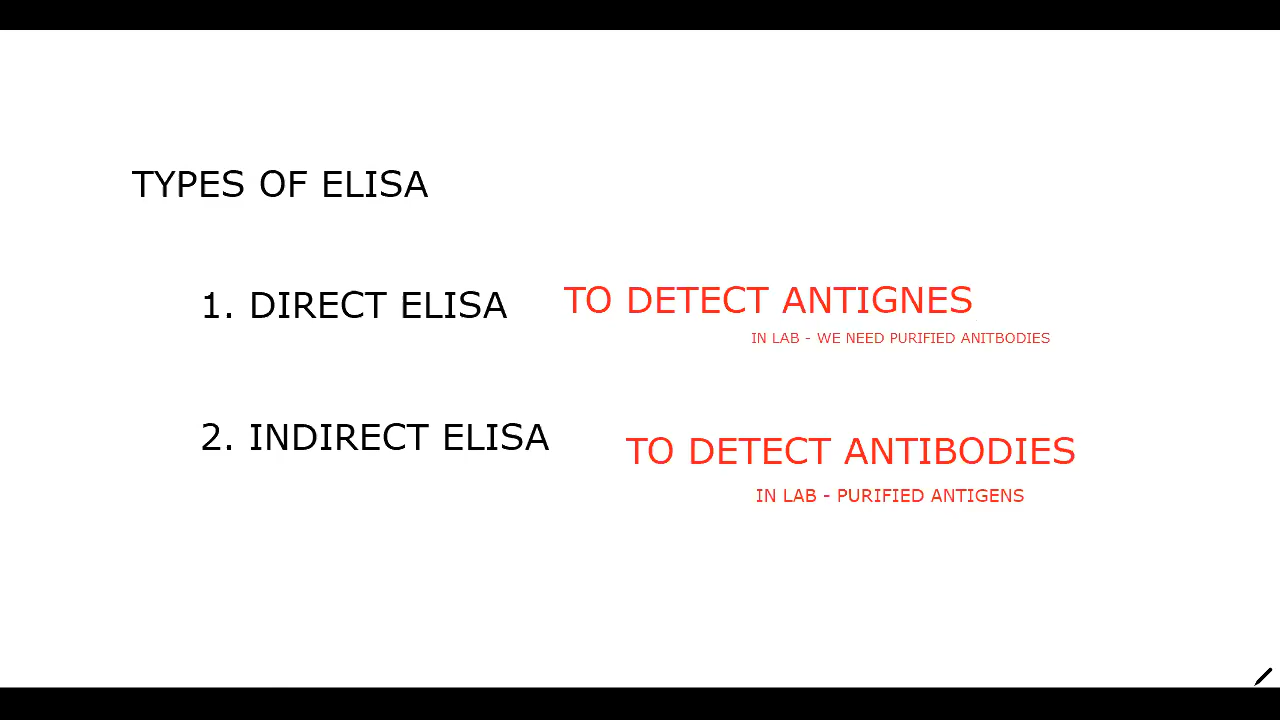 TYPES OF ELISA
1. DIRECT ELISA
TO DETECT ANTIGNES
IN LAB - WE NEED PURIFIED ANITBODIES
2. INDIRECT ELISA
TO DETECT ANTIBODIES
IN LAB - PURIFIED ANTIGENS